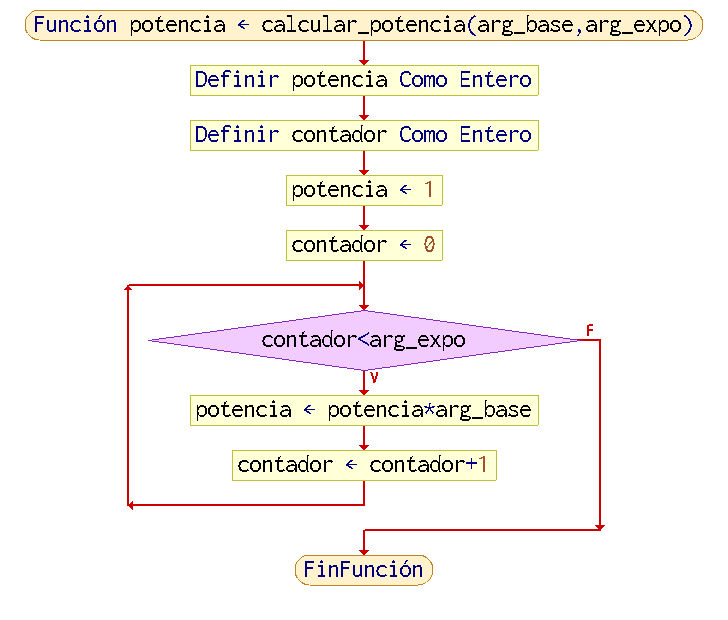 Función potencia ← calcular_potencia(arg_base,arg_expo)
Definir potencia Como Entero
Definir contador Como Entero
potencia ← 1
contador ← 0
contador<arg_expo
F
V
potencia ← potencia*arg_base
contador ← contador+1
FinFunción